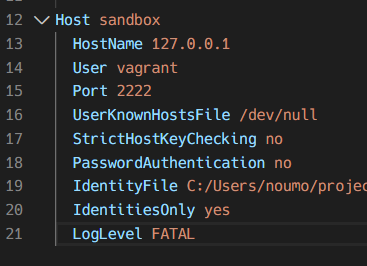 12 Host sandbox
13 HostName 127.0.0.1
14 User vagrant
15 Port 2222
16 UserKnownHostsFile /dev/null
17 StrictHostKeyChecking no
18 PasswordAuthentication no
19 IdentityFile C:/Users/noumo/projec
20 IdentitiesOnly yes
21 LogLevel FATAL